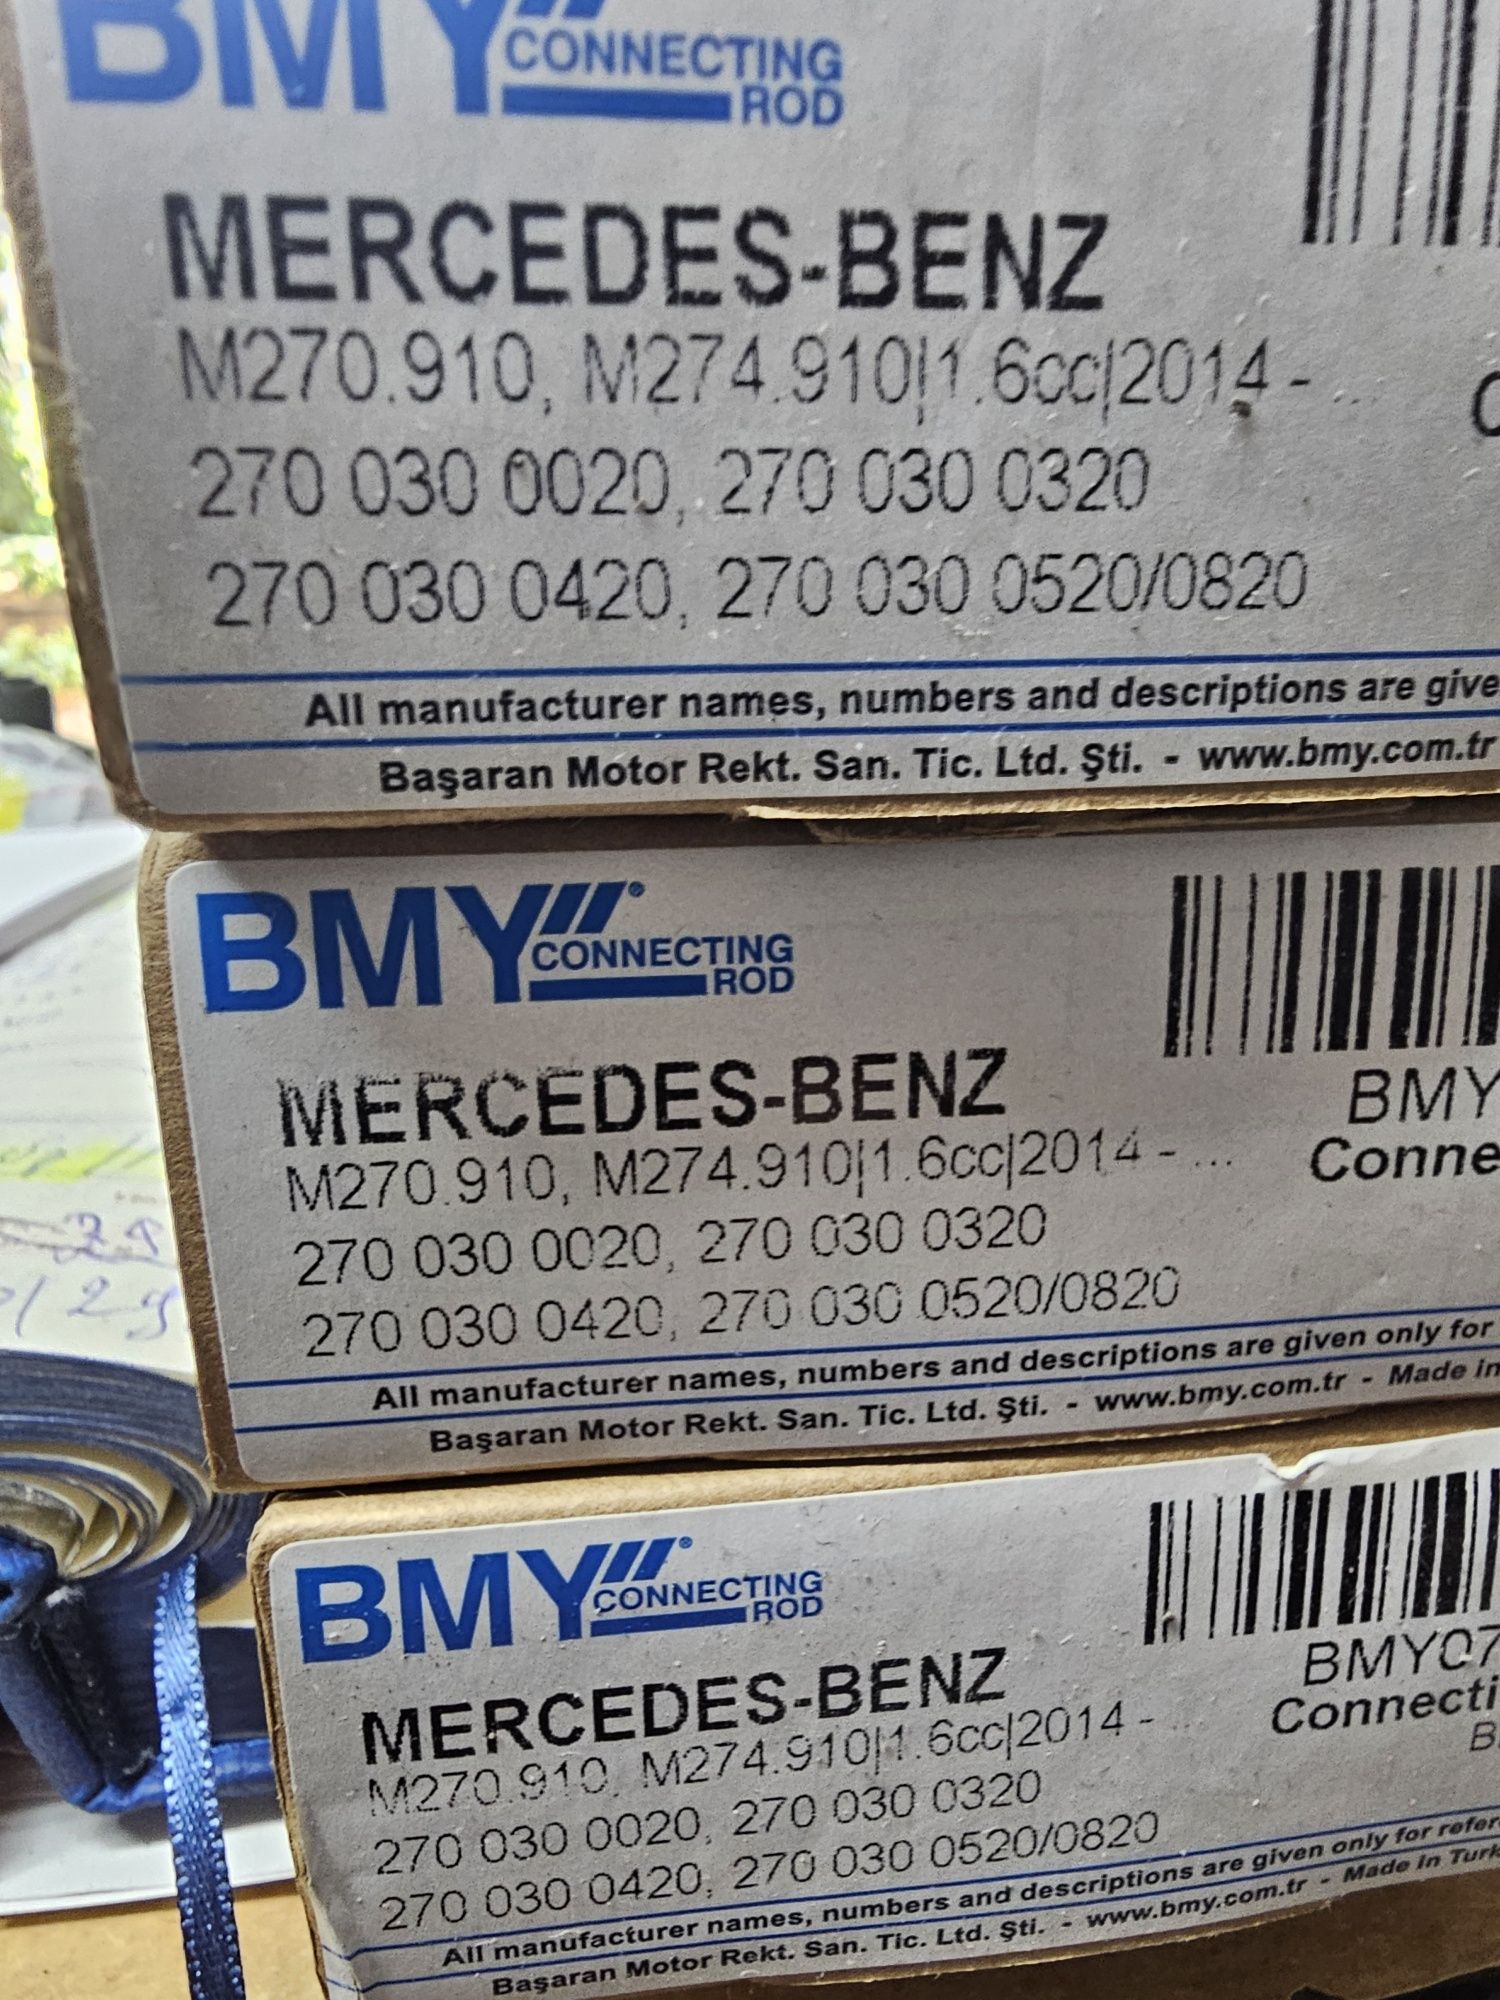 BMY CONNECTING
ROD
MERCEDES-BENZ
M270.910, M274.910|1.6cc|2014 - ...
270 030 0020, 270 030 0320
270 030 0420, 270 030 0520/0820
All manufacturer names, numbers and descriptions are give
Başaran Motor Rekt. San. Tic. Ltd. Şti. - www.bmy.com.tr
BMY® CONNECTING
ROD
MERCEDES-BENZ
M270.910, M274.910|1.6cc|2014 - ...
270 030 0020, 270 030 0320
270 030 0420, 270 030 0520/0820
BMY
Conne
All manufacturer names, numbers and descriptions are given only for
Başaran Motor Rekt. San. Tic. Ltd. Şti. - www.bmy.com.tr - Made in
BMY® CONNECTING
ROD
MERCEDES-BENZ
M270.910, M274.910|1.6cc|2014 - ...
270 030 0020, 270 030 0320
270 030 0420, 270 030 0520/0820
BMY07
Connecti
All manufacturer names, numbers and descriptions are given only for refer
Başaran Motor Rekt. San. Tic. Ltd. Şti. - www.bmy.com.tr - Made in Turk